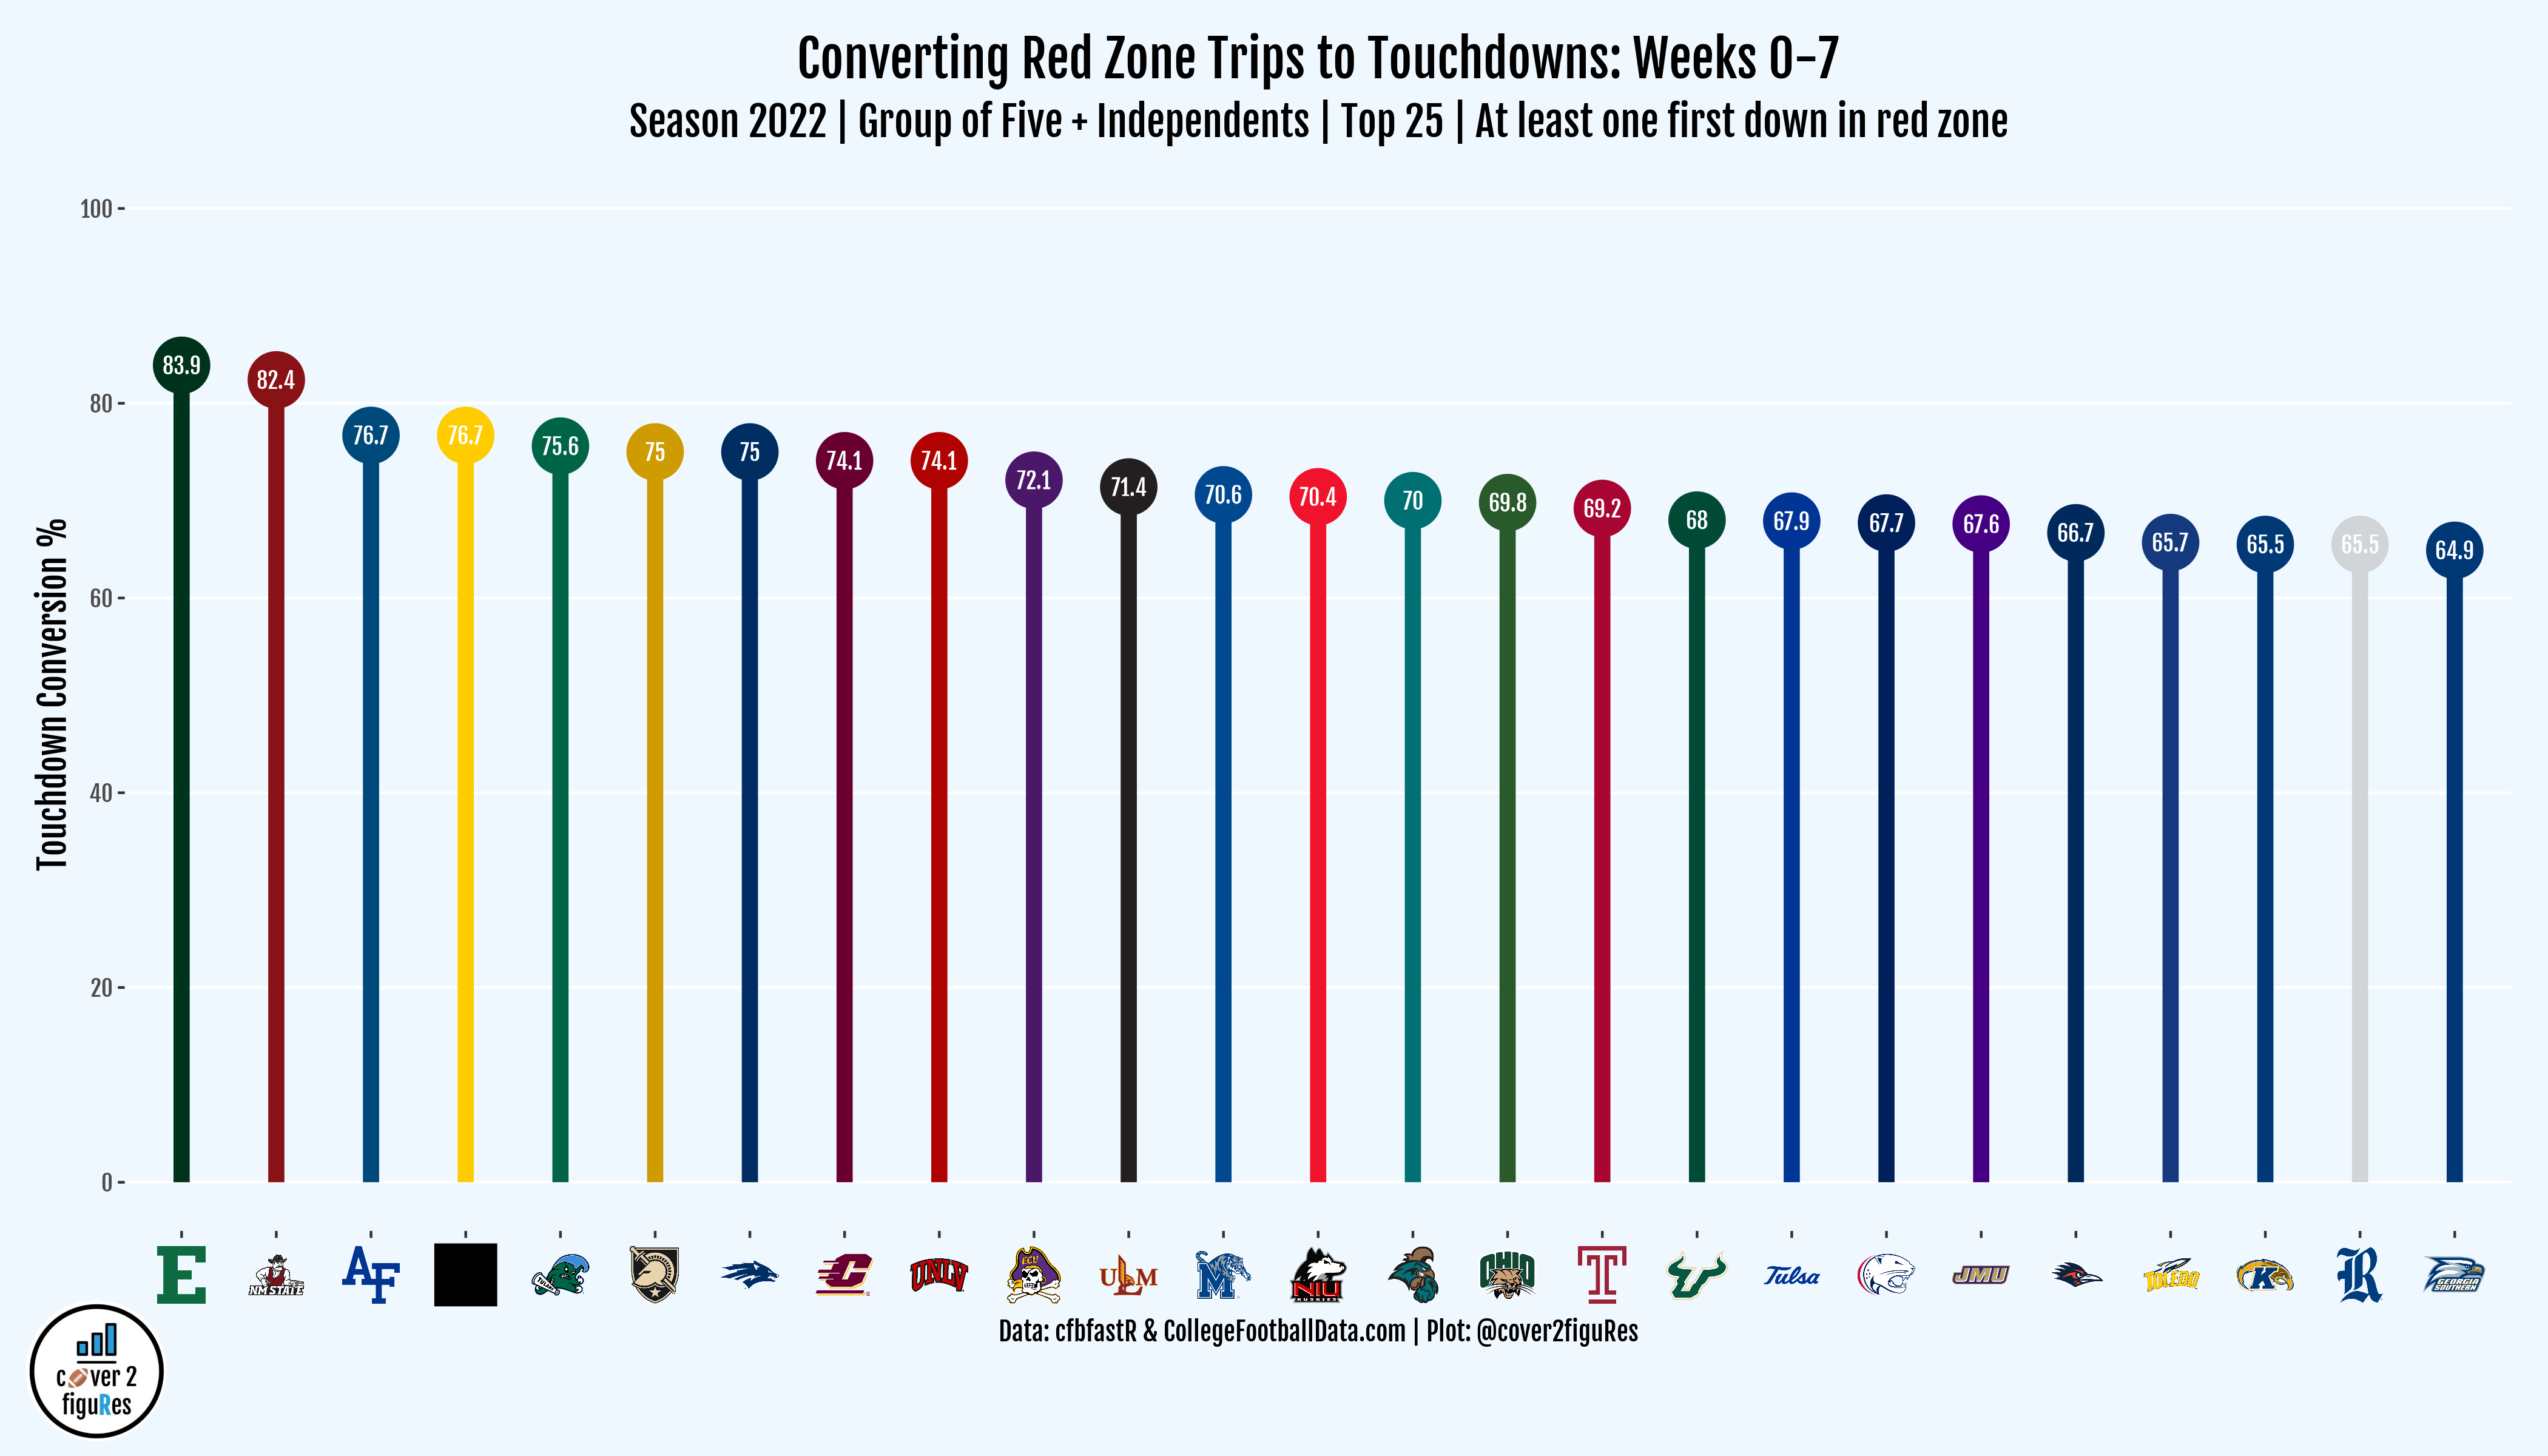 Converting Red Zone Trips to Touchdowns: Weeks 0-7
Season 2022 | Group of Five + Independents | Top 25 | At least one first down in red zone
Touchdown Conversion %
100
80
60
40
20
0
83.9
82.4
76.7
76.7
75.6
75
75
74.1
74.1
72.1
71.4
70.6
70.4
70
69.8
69.2
68
67.9
67.7
67.6
66.7
65.7
65.5
65.5
64.9
E
NM STATE
AF
TULANE
C
UNLV
ECU
ULM
M
NIU
HUSKIES
OHIO
T
U
Tulsa
JMU
TOLEDO
K
R
GEORGIA
SOUTHERN
Data: cfbfastR & CollegeFootballData.com | Plot: @cover2figuRes
cover 2
figuRes